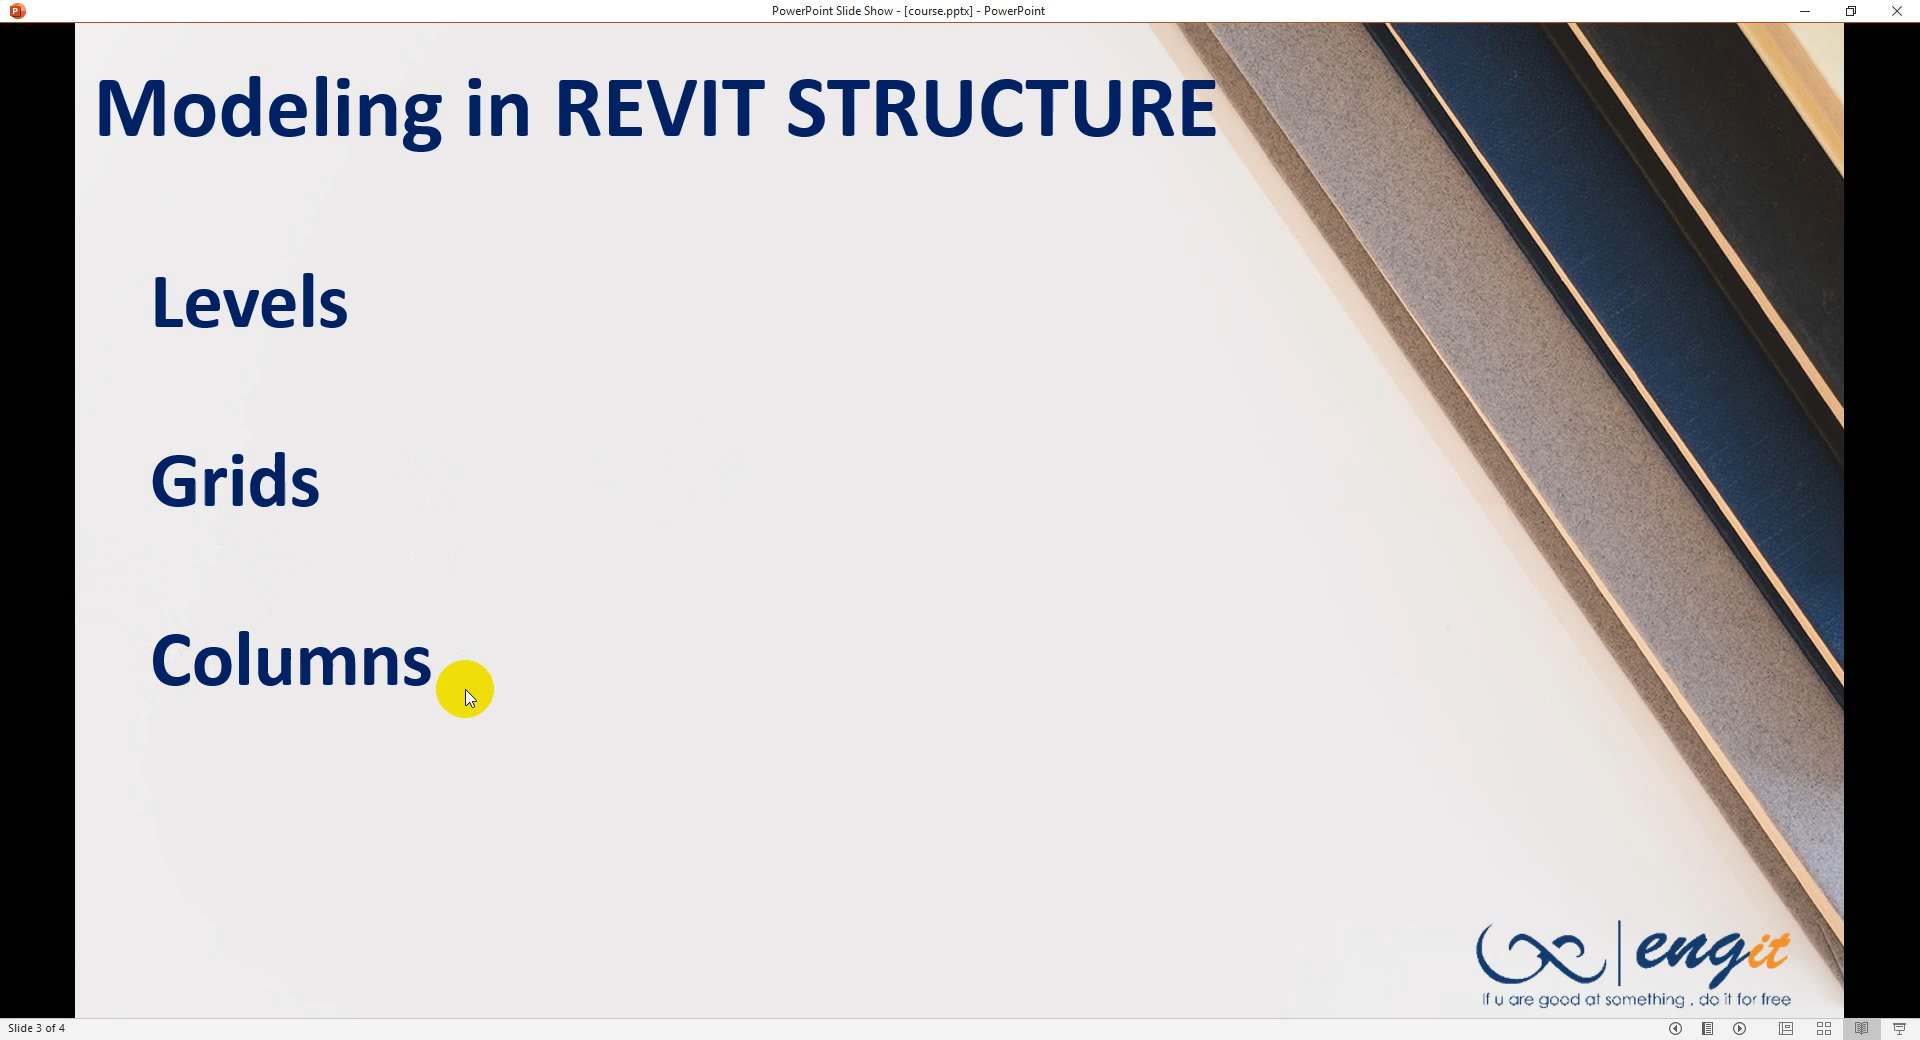 PowerPoint Slide Show - [course.pptx] - PowerPoint
Modeling in REVIT STRUCTURE
Levels
Grids
Columns
engit
If u are good at something , do it for free
Slide 3 of 4